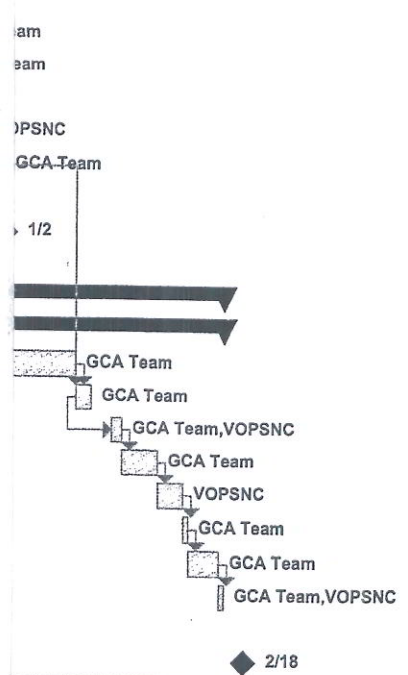 am
eam
OPSNC
GCA Team
1/2
GCA Team
GCA Team
GCA Team,VOPSNC
GCA Team
VOPSNC
GCA Team
GCA Team
GCA Team,VOPSNC
2/18